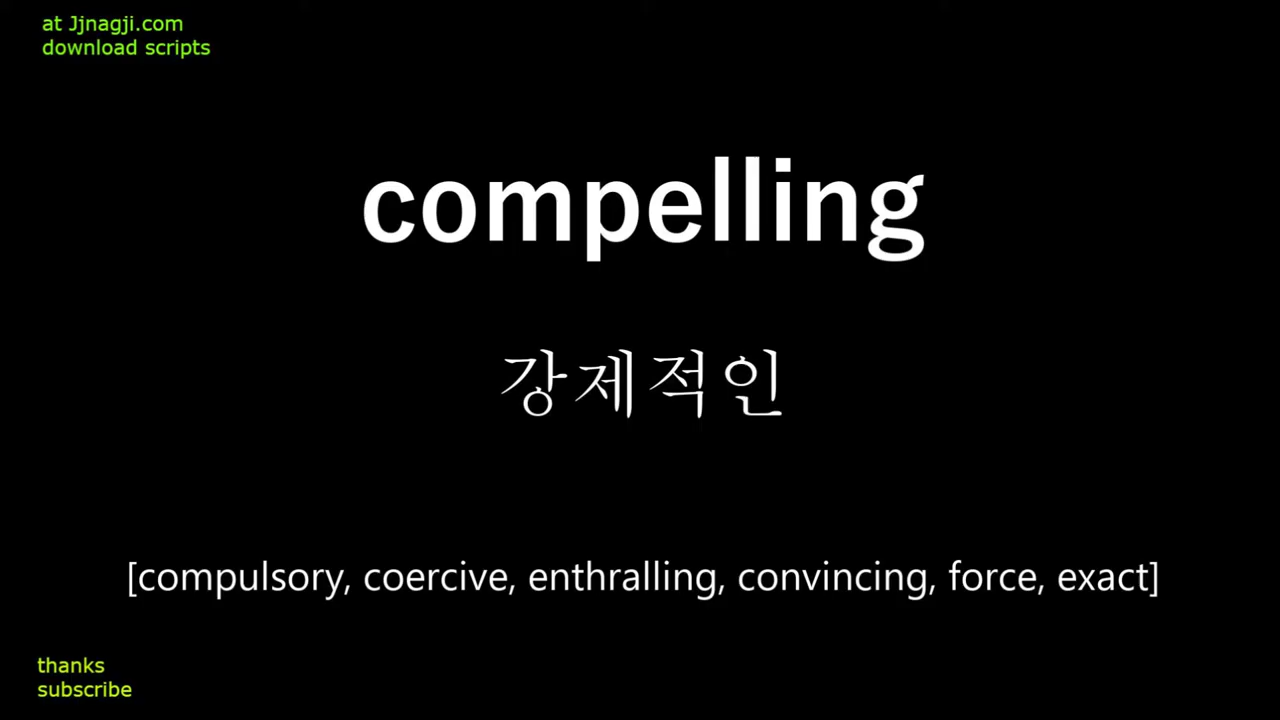 at Jjnagji.com
download scripts
compelling
강제적인
[compulsory, coercive, enthralling, convincing, force, exact]
thanks
subscribe